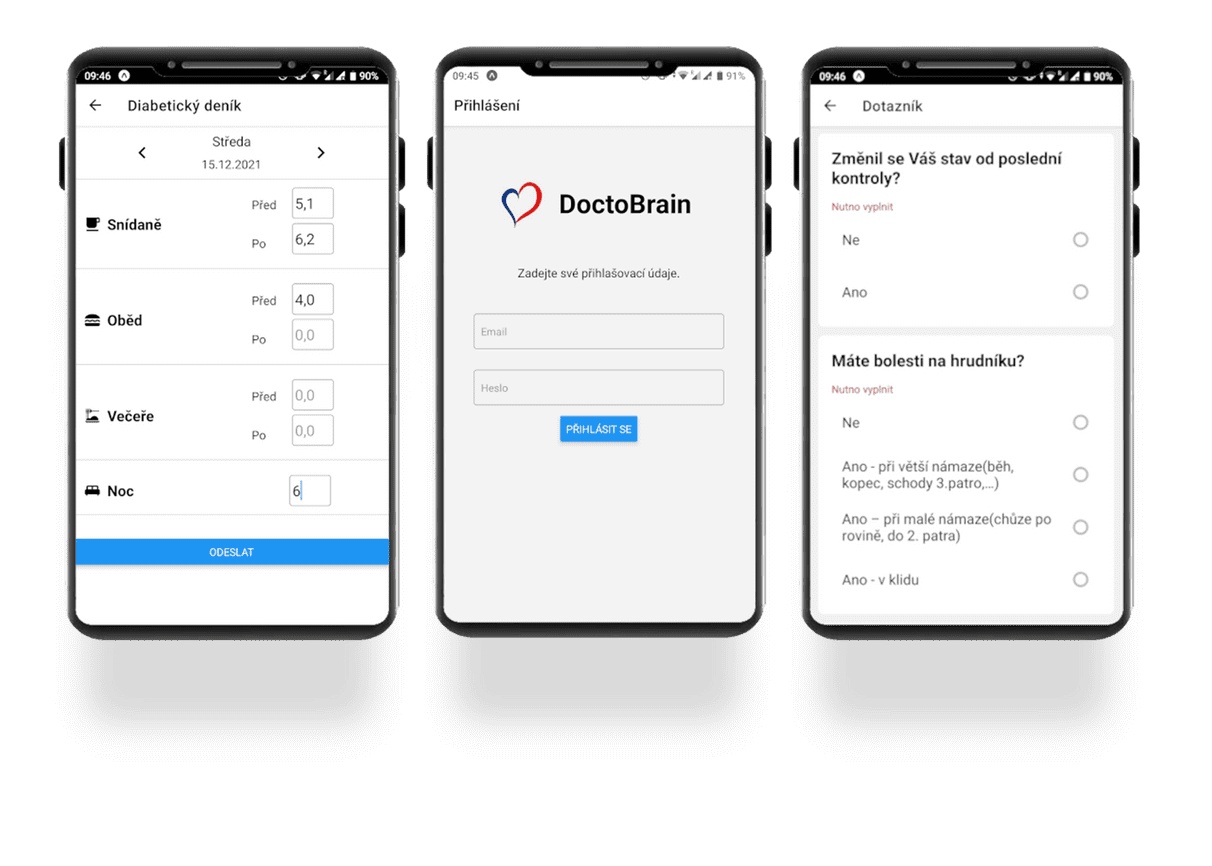 09:46
90%
Diabetický deník
Středa
15.12.2021
Snídaně
Před
5,1
Po
6,2
Oběd
Před
4,0
Po
0,0
Večeře
Před
0,0
Po
0,0
Noc
6
ODESLAT
09:45
91%
Přihlášení
DoctoBrain
Zadejte své přihlašovací údaje.
Email
Heslo
PŘIHLÁSIT SE
09:46
90%
Dotazník
Změnil se Váš stav od poslední
kontroly?
Nutno vyplnit
Ne
Ano
Máte bolesti na hrudníku?
Nutno vyplnit
Ne
Ano - při větší námaze(běh,
kopec, schody 3.patro,...)
Ano – při malé námaze(chůze po
rovině, do 2. patra)
Ano - v klidu